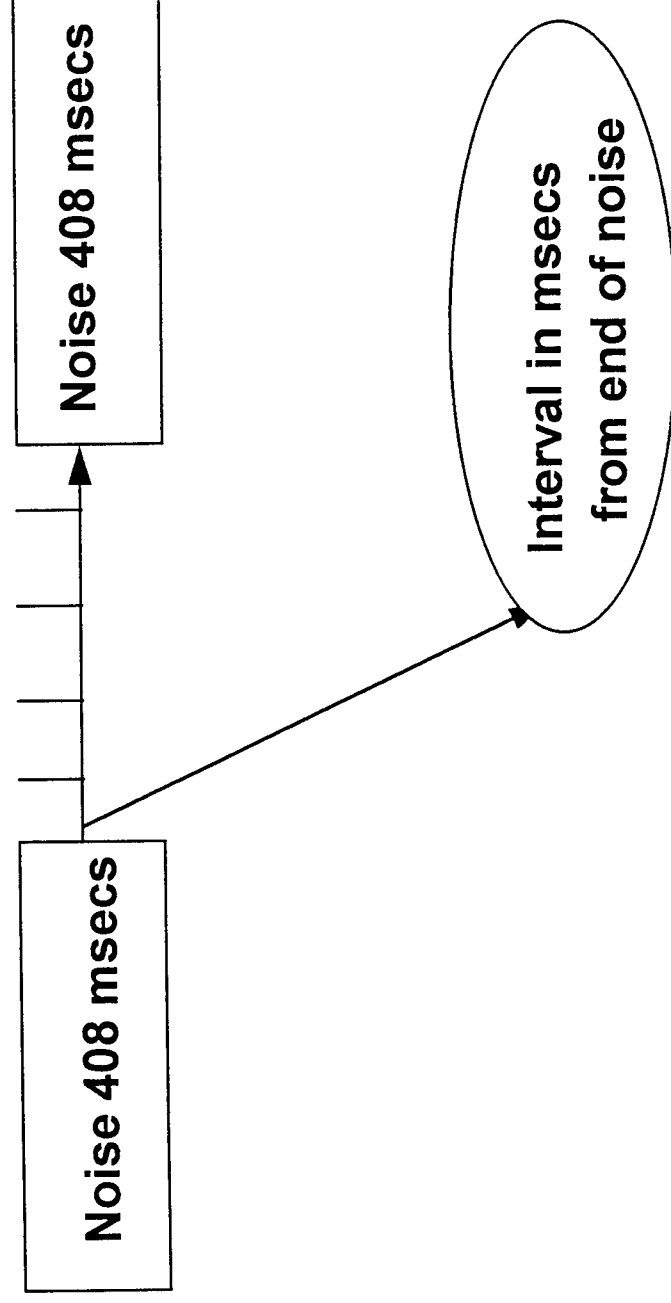 Noise 408 msecs
Noise 408 msecs
Interval in msecs
from end of noise